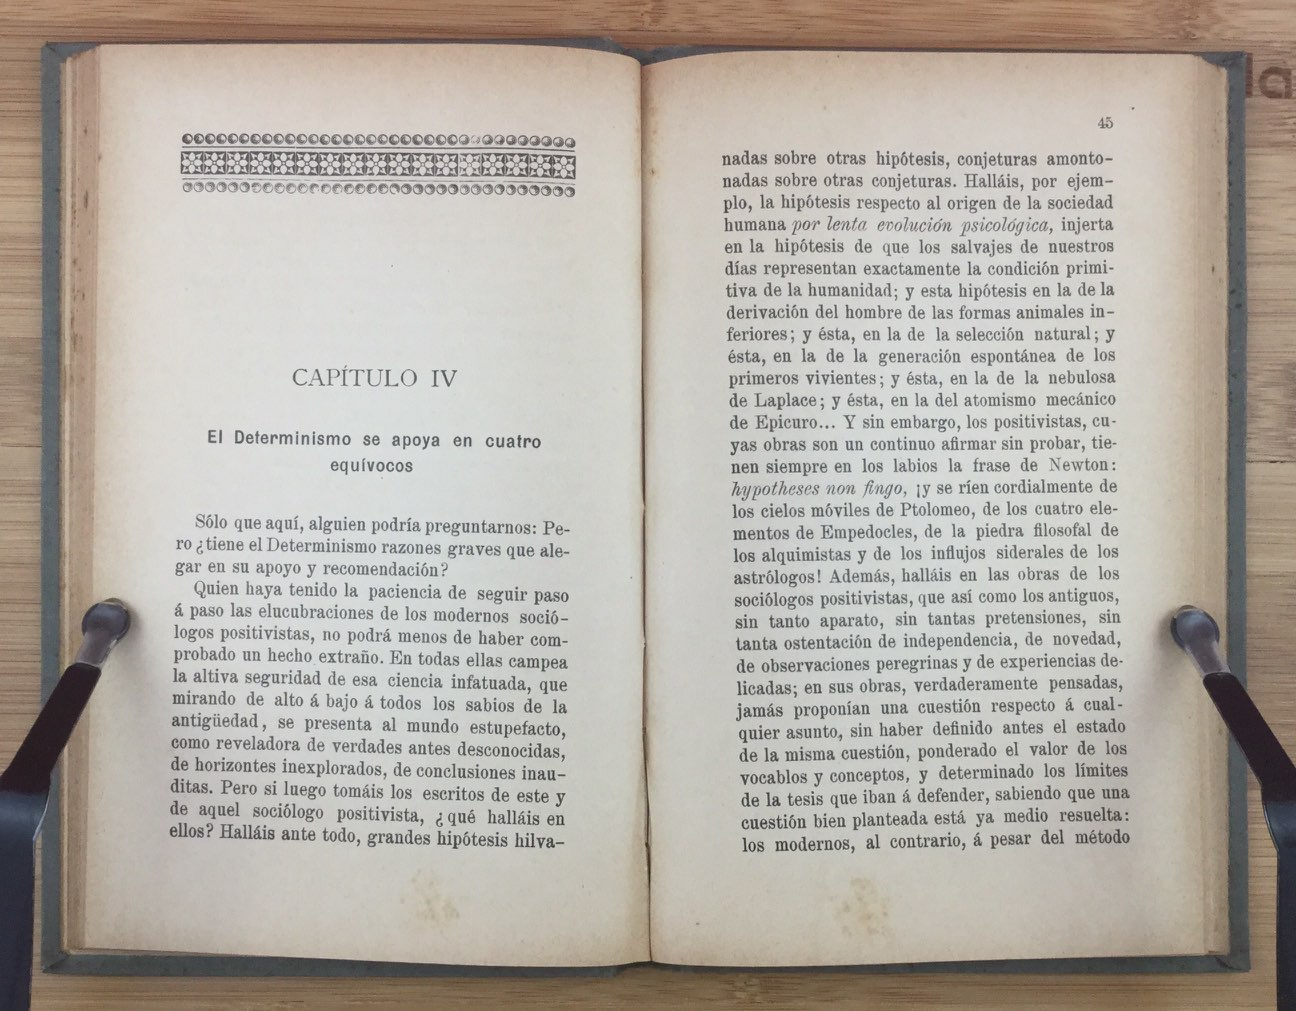 CAPÍTULO IV
El Determinismo se apoya en cuatro
equívocos
Sólo que aquí, alguien podría preguntarnos: Pe-
ro ¿tiene el Determinismo razones graves que ale-
gar en su apoyo y recomendación?
Quien haya tenido la paciencia de seguir paso
á paso las elucubraciones de los modernos soció-
logos positivistas, no podrá menos de haber com-
probado un hecho extraño. En todas ellas campea
la altiva seguridad de esa ciencia infatuada, que
mirando de alto á bajo á todos los sabios de la
antigüedad, se presenta al mundo estupefacto,
como reveladora de verdades antes desconocidas,
de horizontes inexplorados, de conclusiones inau-
ditas. Pero si luego tomáis los escritos de este y
de aquel sociólogo positivista, ¿qué halláis en
ellos? Halláis ante todo, grandes hipótesis hilva-
45
nadas sobre otras hipótesis, conjeturas amonto-
nadas sobre otras conjeturas. Halláis, por ejem-
plo, la hipótesis respecto al origen de la sociedad
humana por lenta evolución psicológica, injerta
en la hipótesis de que los salvajes de nuestros
días representan exactamente la condición primi-
tiva de la humanidad; y esta hipótesis en la de la
derivación del hombre de las formas animales in-
feriores; y ésta, en la de la selección natural; y
ésta, en la de la generación espontánea de los
primeros vivientes; y ésta, en la de la nebulosa
de Laplace; y ésta, en la del atomismo mecánico
de Epicuro... Y sin embargo, los positivistas, cu-
yas obras son un continuo afirmar sin probar, tie-
nen siempre en los labios la frase de Newton:
hypotheses non fingo, ¡y se ríen cordialmente de
los cielos móviles de Ptolomeo, de los cuatro ele-
mentos de Empedocles, de la piedra filosofal de
los alquimistas y de los influjos siderales de los
astrólogos! Además, halláis en las obras de los
sociólogos positivistas, que así como los antiguos,
sin tanto aparato, sin tantas pretensiones, sin
tanta ostentación de independencia, de novedad,
de observaciones peregrinas y de experiencias de-
licadas; en sus obras, verdaderamente pensadas,
jamás proponían una cuestión respecto á cual-
quier asunto, sin haber definido antes el estado
de la misma cuestión, ponderado el valor de los
vocablos y conceptos, y determinado los límites
de la tesis que iban á defender, sabiendo que una
cuestión bien planteada está ya medio resuelta:
los modernos, al contrario, á pesar del método